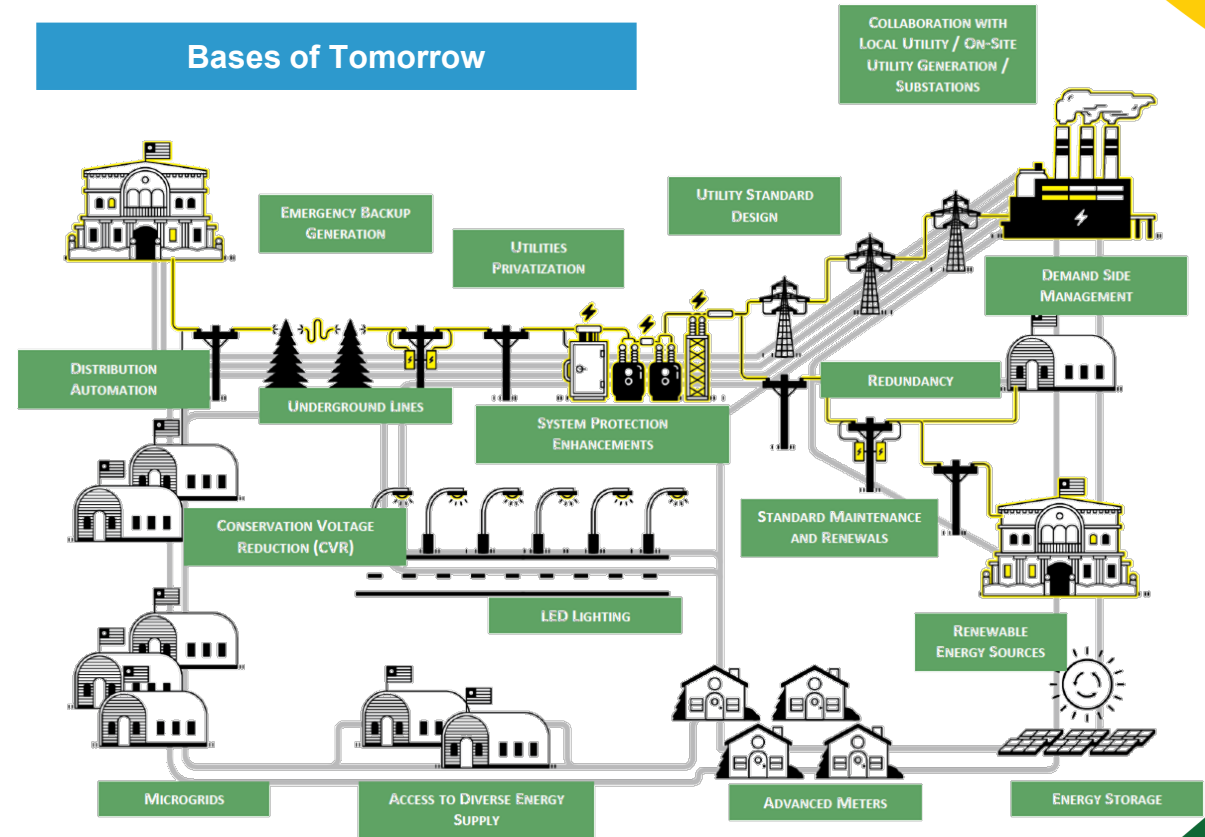 Bases of Tomorrow
COLLABORATION WITH
LOCAL UTILITY / ON-SITE
UTILITY GENERATION /
SUBSTATIONS
EMERGENCY BACKUP
GENERATION
UTILITY STANDARD
DESIGN
UTILITIES
PRIVATIZATION
DEMAND SIDE
MANAGEMENT
DISTRIBUTION
AUTOMATION
UNDERGROUND LINES
REDUNDANCY
SYSTEM PROTECTION
ENHANCEMENTS
CONSERVATION VOLTAGE
REDUCTION (CVR)
STANDARD MAINTENANCE
AND RENEWALS
LED LIGHTING
RENEWABLE
ENERGY SOURCES
MICROGRIDS
ACCESS TO DIVERSE ENERGY
SUPPLY
ADVANCED METERS
ENERGY STORAGE